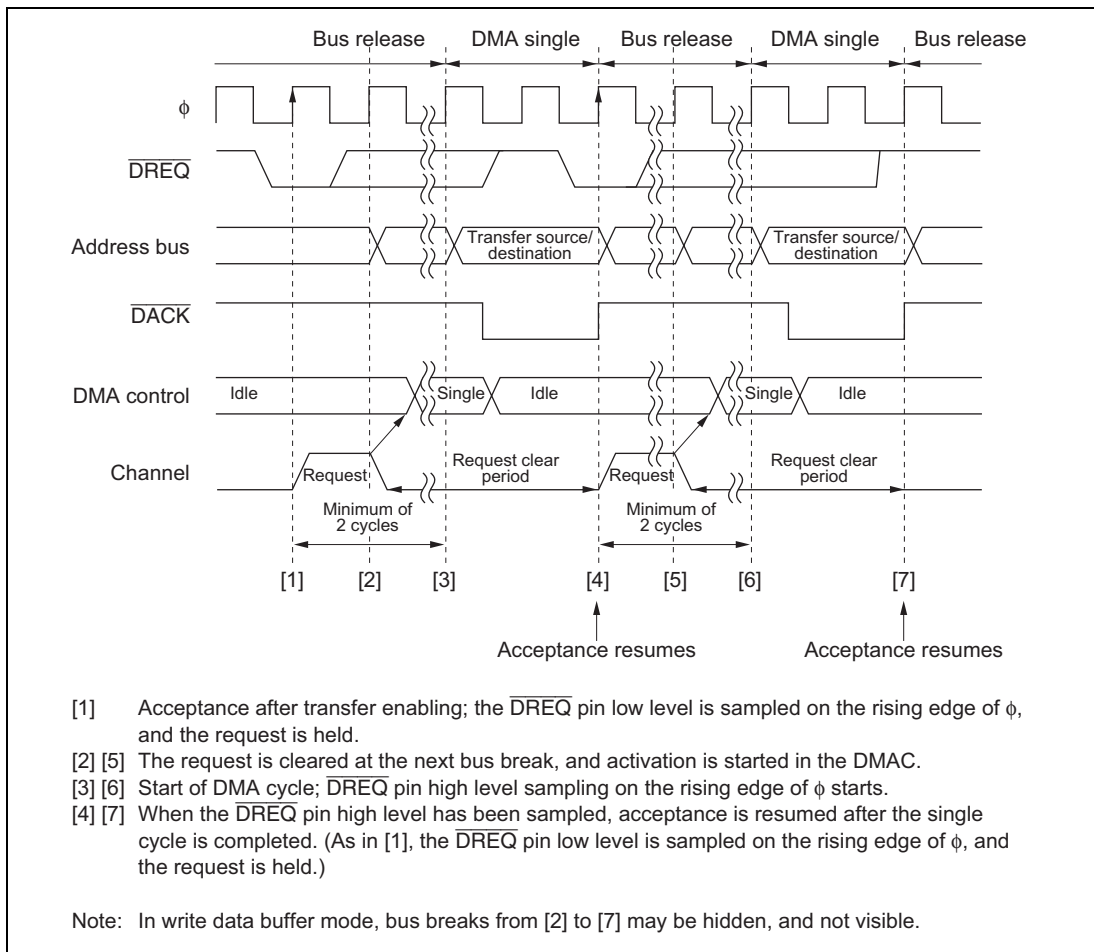 Bus release DMA single Bus release DMA single Bus release
φ
DREQ
Address bus
Transfer source/
destination
Transfer source/
destination
DACK
DMA control
Idle Single Idle Single Idle
Channel
Request
Request clear
period
Request
Request clear
period
Minimum of
2 cycles
Minimum of
2 cycles
[1] [2] [3] [4] [5] [6] [7]
Acceptance resumes Acceptance resumes
[1] Acceptance after transfer enabling; the DREQ pin low level is sampled on the rising edge of φ,
and the request is held.
[2] [5] The request is cleared at the next bus break, and activation is started in the DMAC.
[3] [6] Start of DMA cycle; DREQ pin high level sampling on the rising edge of φ starts.
[4] [7] When the DREQ pin high level has been sampled, acceptance is resumed after the single
cycle is completed. (As in [1], the DREQ pin low level is sampled on the rising edge of φ, and
the request is held.)
Note: In write data buffer mode, bus breaks from [2] to [7] may be hidden, and not visible.